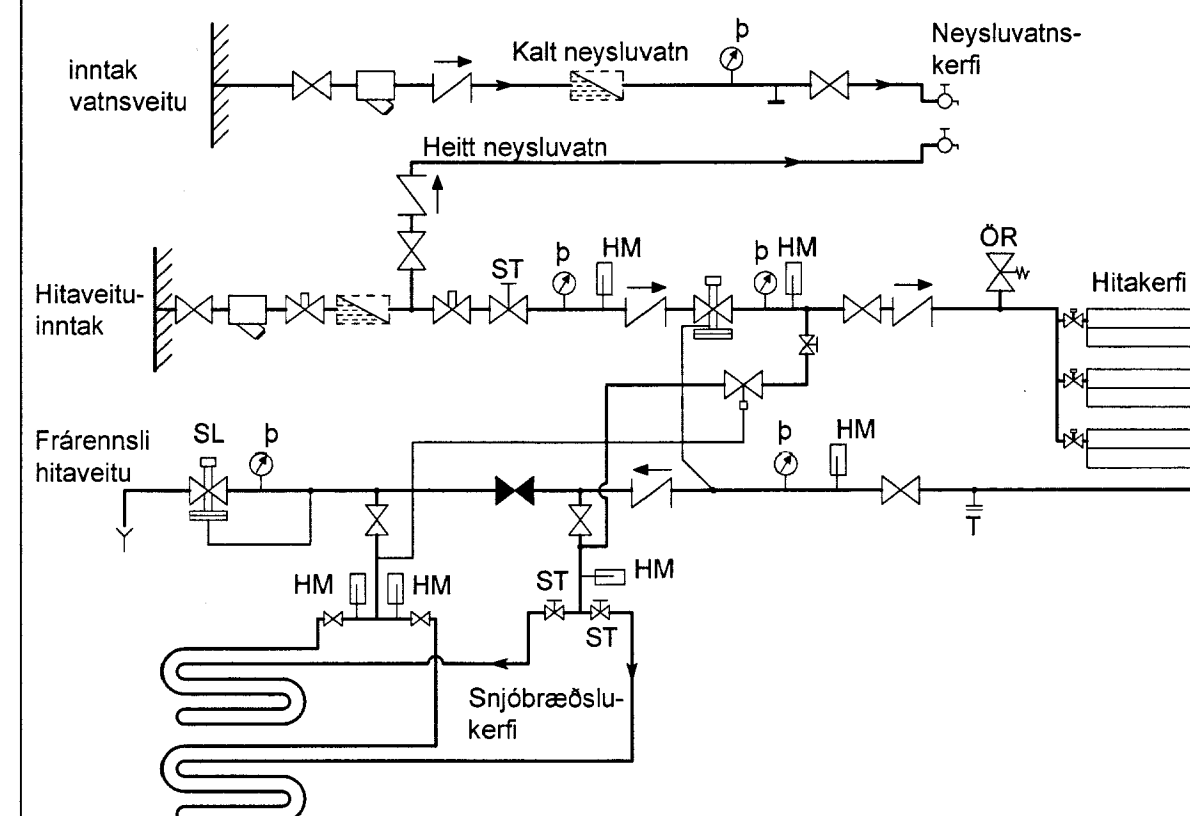 þ
Kalt neysluvatn
Neysluvatns-
kerfi
inntak
vatnsveitu
Heitt neysluvatn
ST
þ
HM
þ
HM
ÖR
Hitaveitu-
inntak
Hitakerfi
Frárennsli
hitaveitu
SL
þ
þ
HM
T
HM
HM
ST
HM
ST
Snjóbræðslu-
kerfi